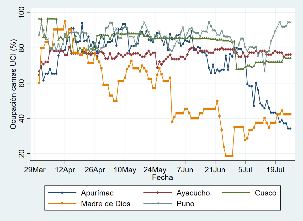 Ocupación camas UCI (%)
100
80
60
40
20
29Mar 12Apr 26Apr 10May 24May 7Jun 21Jun 5Jul 19Jul
Fecha
Apurímac Ayacucho Cusco
Madre de Dios Puno